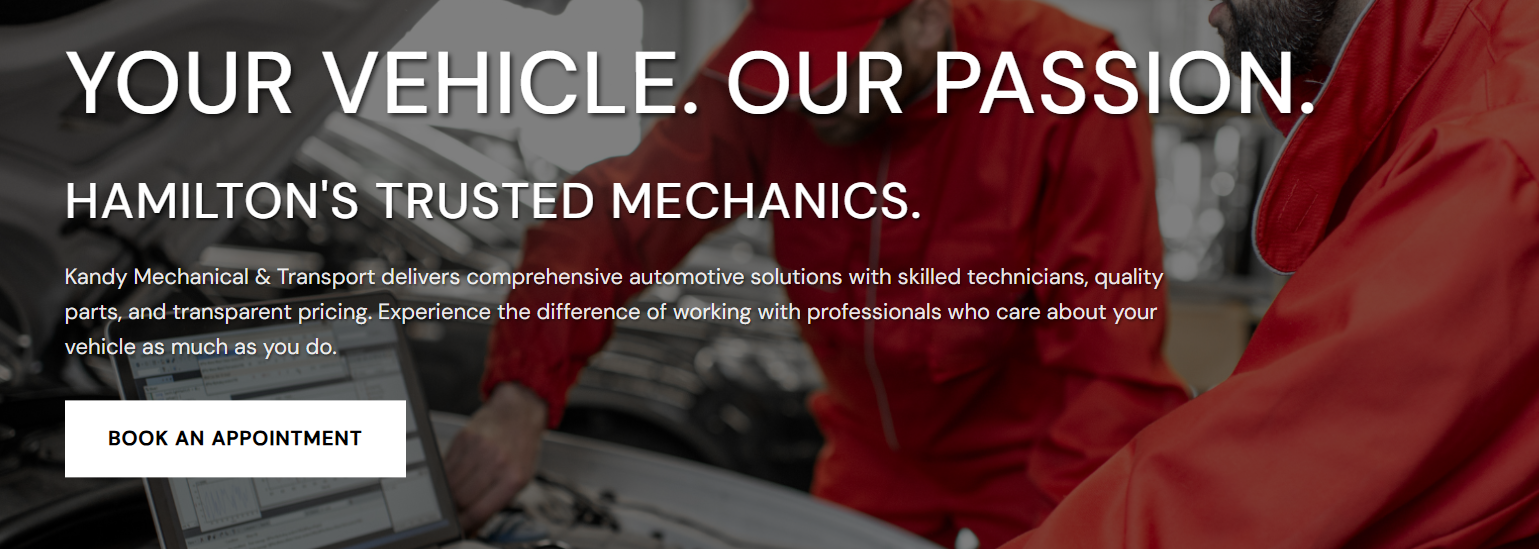 YOUR VEHICLE. OUR PASSION.
HAMILTON'S TRUSTED MECHANICS.
Kandy Mechanical & Transport delivers comprehensive automotive solutions with skilled technicians, quality
parts, and transparent pricing. Experience the difference of working with professionals who care about your
vehicle as much as you do.
BOOK AN APPOINTMENT